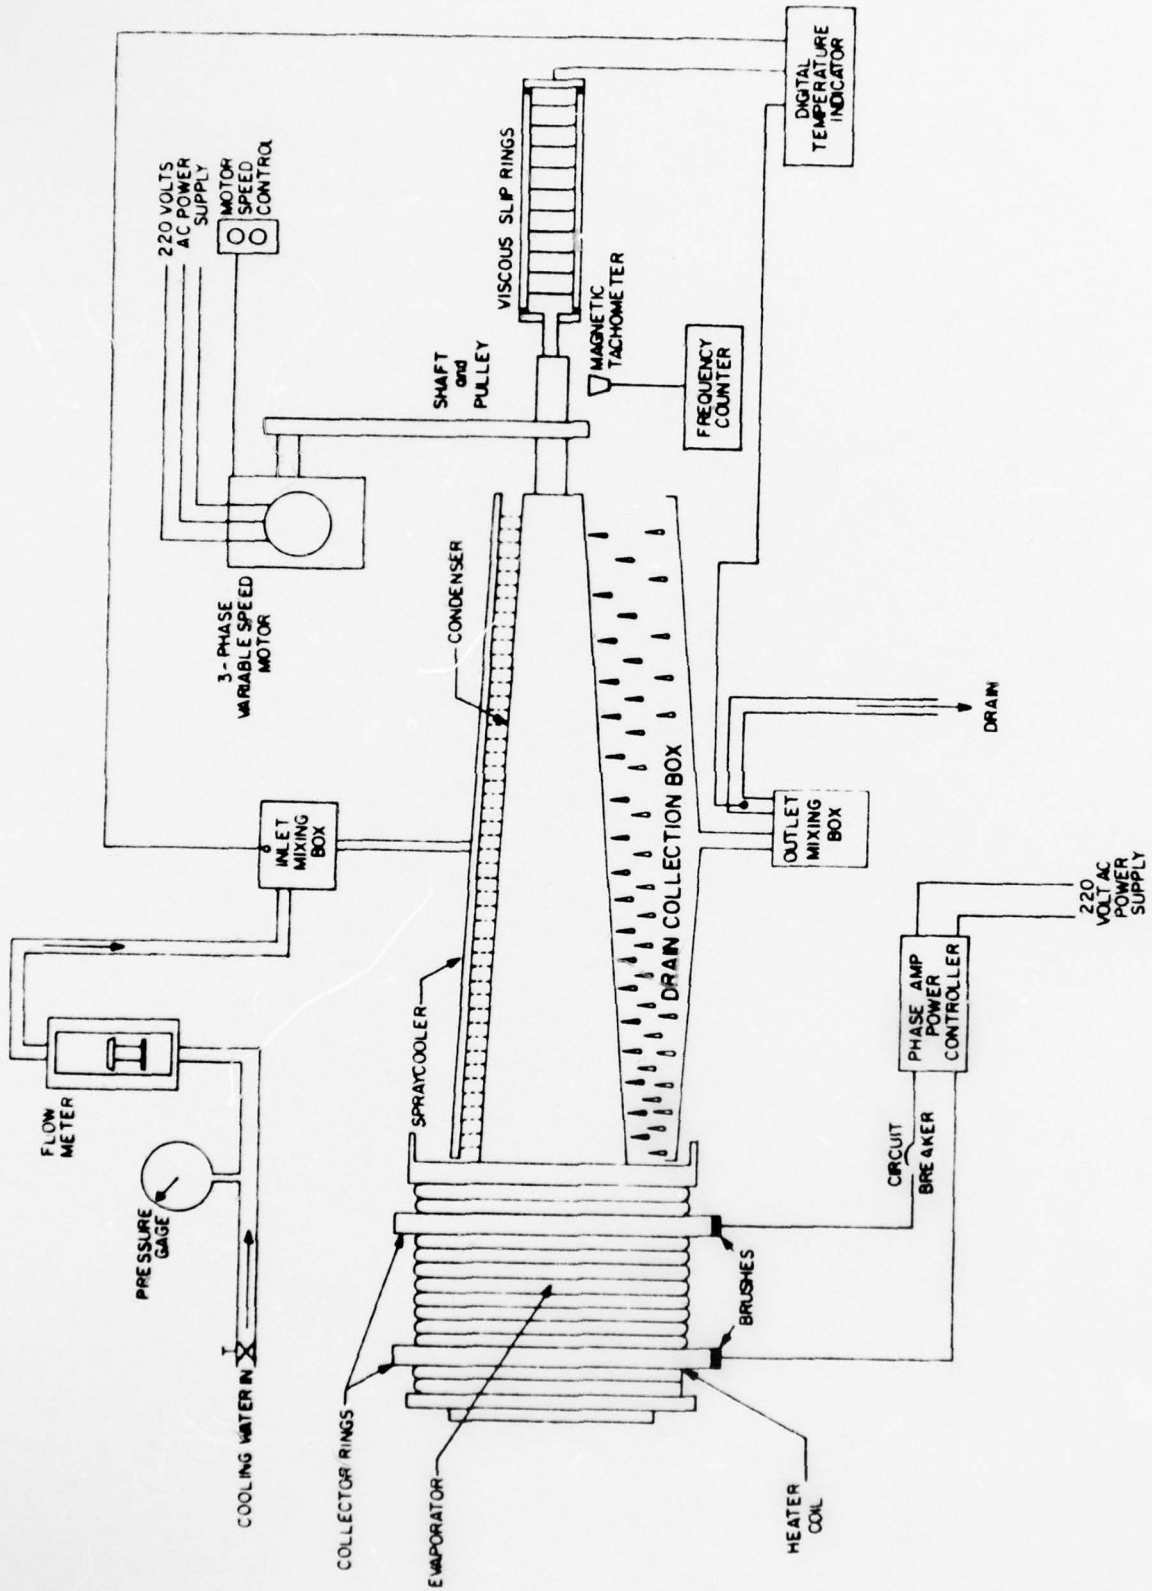 COOLING WATER IN
PRESSURE
GAGE
FLOW
METER
INLET
MIXING
BOX
3-PHASE
VARIABLE SPEED
MOTOR
220 VOLTS
AC POWER
SUPPLY
MOTOR
SPEED
CONTROL
COLLECTOR RINGS
EVAPORATOR
SPRAYCOOLER
CONDENSER
SHAFT
and
PULLEY
VISCOUS SLIP RINGS
MAGNETIC
TACHOMETER
FREQUENCY
COUNTER
DIGITAL
TEMPERATURE
INDICATOR
DRAIN COLLECTION BOX
HEATER
COIL
BRUSHES
CIRCUIT
BREAKER
PHASE AMP
POWER
CONTROLLER
220
VOLT AC
POWER
SUPPLY
OUTLET
MIXING
BOX
DRAIN